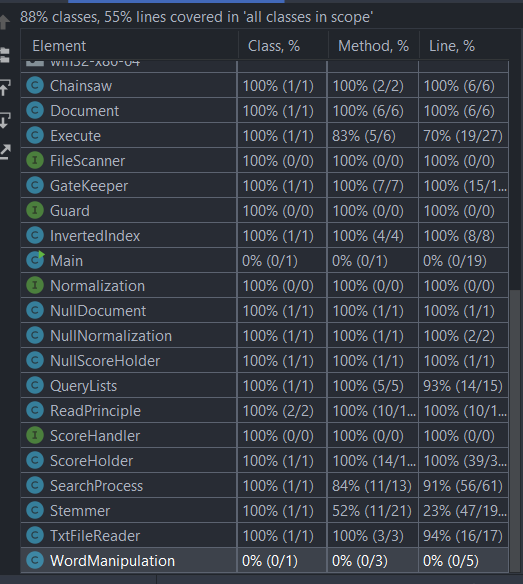 88% classes, 55% lines covered in 'all classes in scope'
Element Class, % Method, % Line, %
win32-x86-64
Chainsaw 100% (1/1) 100% (2/2) 100% (6/6)
Document 100% (1/1) 100% (6/6) 100% (6/6)
Execute 100% (1/1) 83% (5/6) 70% (19/27)
FileScanner 100% (0/0) 100% (0/0) 100% (0/0)
GateKeeper 100% (1/1) 100% (7/7) 100% (15/1...
Guard 100% (0/0) 100% (0/0) 100% (0/0)
InvertedIndex 100% (1/1) 100% (4/4) 100% (8/8)
Main 0% (0/1) 0% (0/1) 0% (0/19)
Normalization 100% (0/0) 100% (0/0) 100% (0/0)
NullDocument 100% (1/1) 100% (1/1) 100% (1/1)
NullNormalization 100% (1/1) 100% (1/1) 100% (2/2)
NullScoreHolder 100% (1/1) 100% (1/1) 100% (1/1)
QueryLists 100% (1/1) 100% (5/5) 93% (14/15)
ReadPrinciple 100% (2/2) 100% (10/1... 100% (10/1...
ScoreHandler 100% (0/0) 100% (0/0) 100% (0/0)
ScoreHolder 100% (1/1) 100% (14/1... 100% (39/3...
SearchProcess 100% (1/1) 84% (11/13) 91% (56/61)
Stemmer 100% (1/1) 52% (11/21) 23% (47/19...
TxtFileReader 100% (1/1) 100% (3/3) 94% (16/17)
WordManipulation 0% (0/1) 0% (0/3) 0% (0/5)